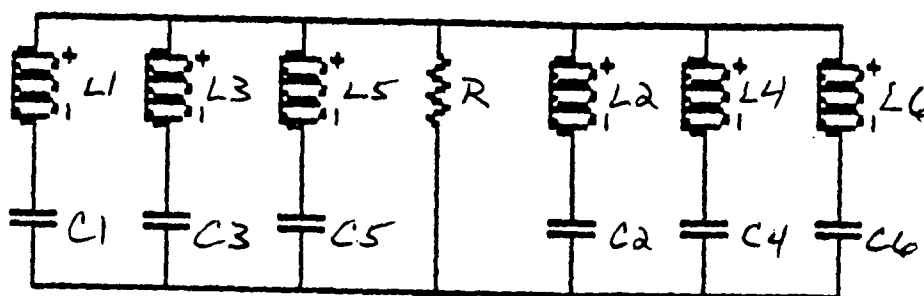 + + + + + +
L1 L3 L5 R L2 L4 L6
C1 C3 C5 C2 C4 C6